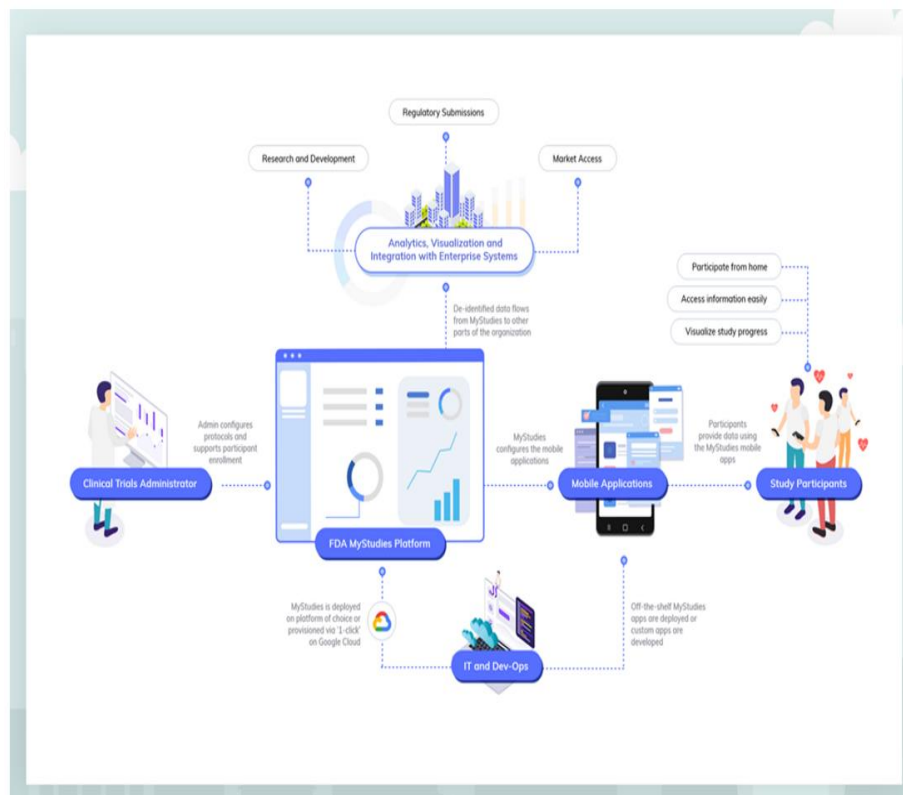 Regulatory Submissions
Research and Development
Market Access
Analytics, Visualization and
Integration with Enterprise Systems
Participate from home
Access information easily
Visualize study progress
De-identified data flows
from MyStudies to other
parts of the organization
Admin configures
protocols and
supports participant
enrollment
MyStudies
configures the mobile
applications
Participants
provide data using
the MyStudies mobile
apps
Clinical Trials Administrator
Mobile Applications
Study Participants
FDA MyStudies Platform
MyStudies is deployed
on platform of choice or
provisioned via '1-click'
on Google Cloud
Off-the-shelf MyStudies
apps are deployed or
custom apps are
developed
IT and Dev-Ops